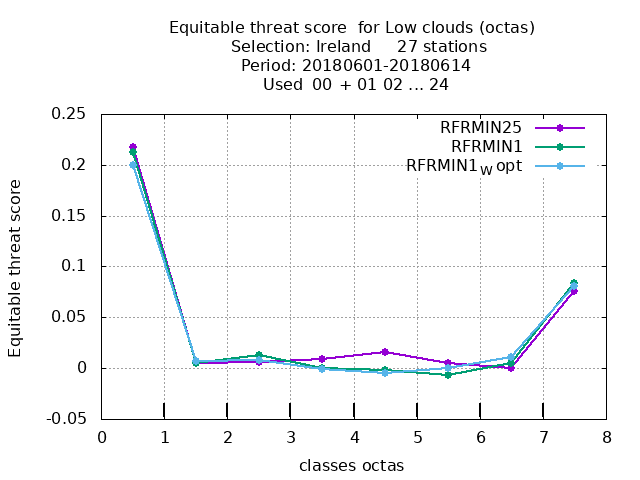 Equitable threat score  for Low clouds (octas)
Selection: Ireland     27 stations
Period: 20180601-20180614
Used  00 + 01 02 ... 24
RFRMIN25
RFRMIN1
RFRMIN1w opt
Equitable threat score
0.25
0.2
0.15
0.1
0.05
0
-0.05
0 1 2 3 4 5 6 7 8
classes octas